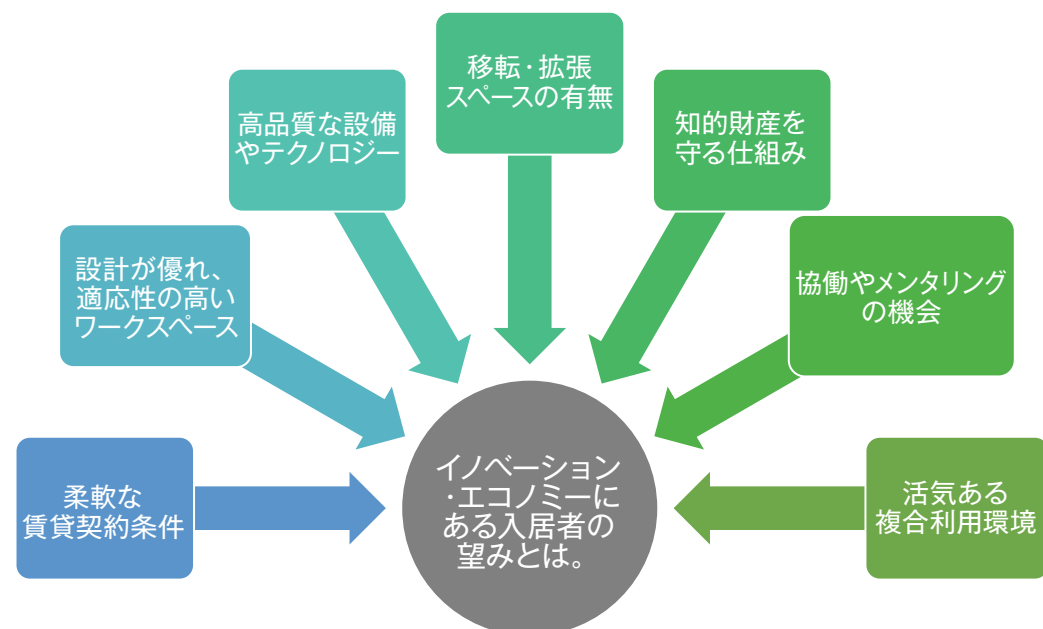 移転・拡張
スペースの有無
高品質な設備
やテクノロジー
知的財産を
守る仕組み
設計が優れ、
適応性の高い
ワークスペース
協働やメンタリング
の機会
柔軟な
賃貸契約条件
イノベーション
・エコノミーに
ある入居者の
望みとは。
活気ある
複合利用環境